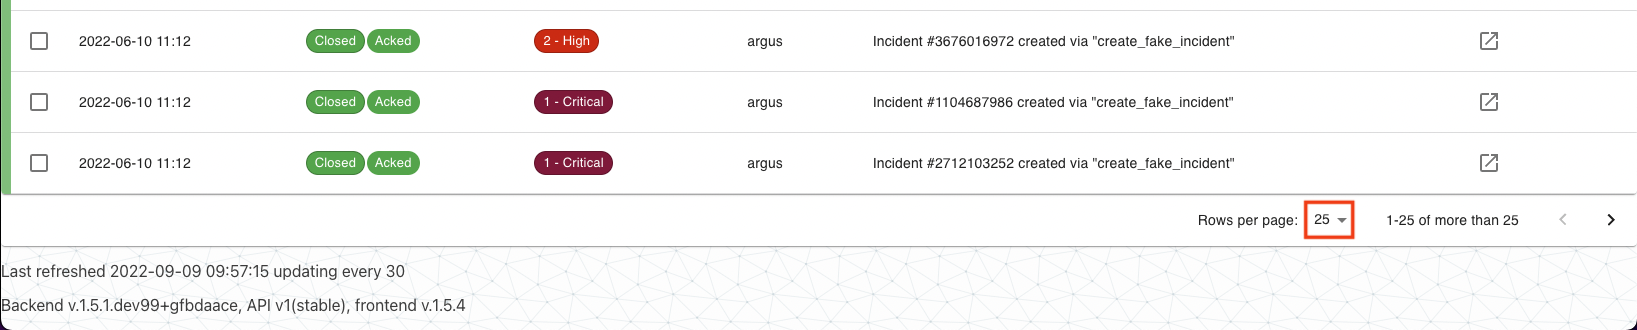 2022-06-10 11:12 Closed Acked 2 - High argus Incident #3676016972 created via "create_fake_incident"
2022-06-10 11:12 Closed Acked 1 - Critical argus Incident #1104687986 created via "create_fake_incident"
2022-06-10 11:12 Closed Acked 1 - Critical argus Incident #2712103252 created via "create_fake_incident"
Rows per page: 25 1-25 of more than 25
Last refreshed 2022-09-09 09:57:15 updating every 30
Backend v.1.5.1.dev99+gfbdaace, API v1(stable), frontend v.1.5.4